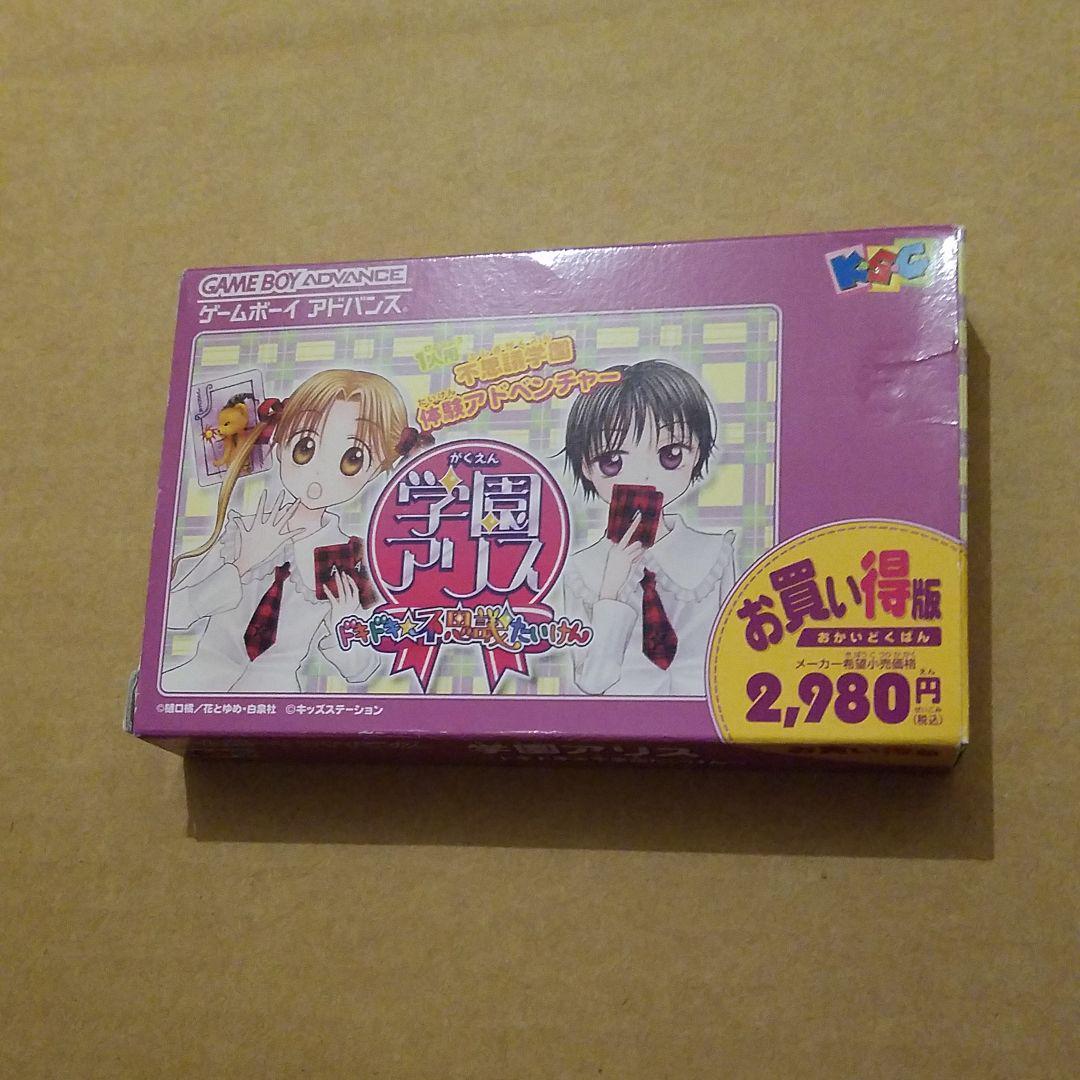 GAME BOY ADVANCE
ゲームボーイ アドバンス
K・S・C
1人用 不思議学園
たいけん
体験アドベンチャー
がくえん
学園
アリス
ドキドキ☆不思議☆たいけん
A
お買い得版
おかいどくばん
メーカー希望小売価格
2,980円
(税込)
©樋口橘/花とゆめ・白泉社 ©キッズステーション
学園アリス